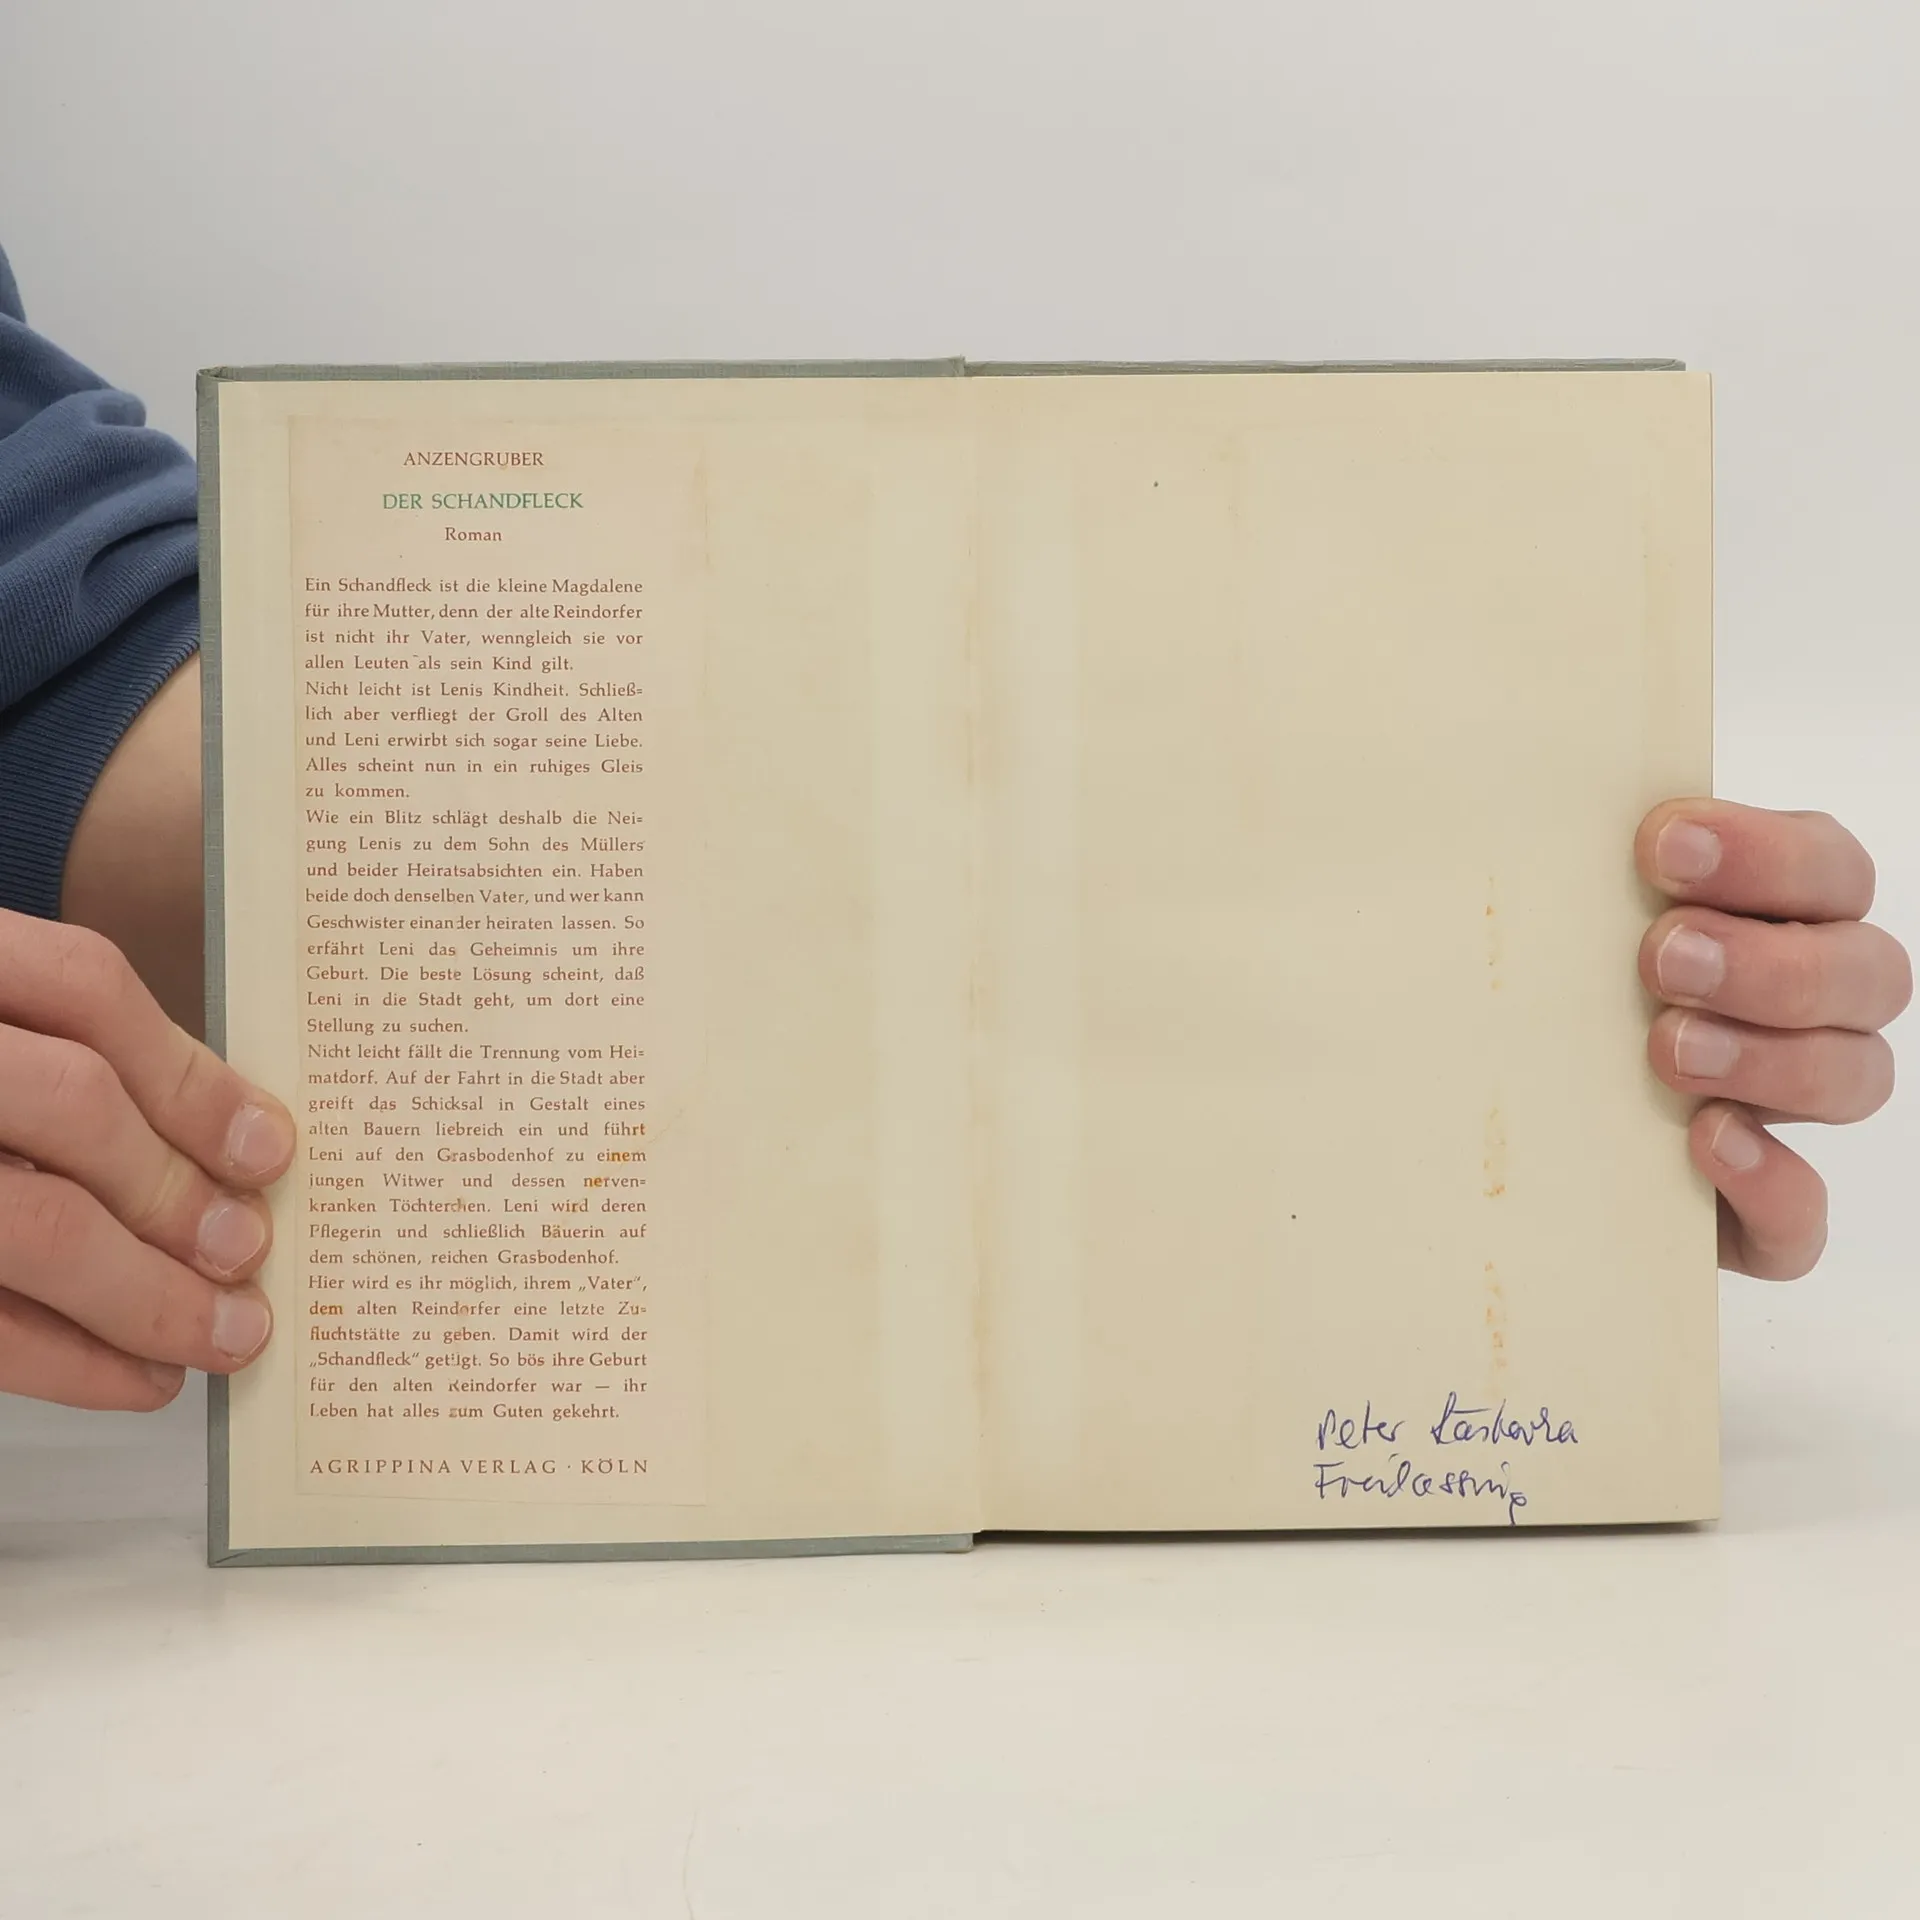 ANZENGRUBER
DER SCHANDFLECK
Roman
Ein Schandfleck ist die kleine Magdalene
für ihre Mutter, denn der alte Reindorfer
ist nicht ihr Vater, wenngleich sie vor
allen Leuten als sein Kind gilt.
Nicht leicht ist Lenis Kindheit. Schließ=
lich aber verfliegt der Groll des Alten
und Leni erwirbt sich sogar seine Liebe.
Alles scheint nun in ein ruhiges Gleis
zu kommen.
Wie ein Blitz schlägt deshalb die Nei=
gung Lenis zu dem Sohn des Müllers
und beider Heiratsabsichten ein. Haben
beide doch denselben Vater, und wer kann
Geschwister einander heiraten lassen. So
erfährt Leni das Geheimnis um ihre
Geburt. Die beste Lösung scheint, daß
Leni in die Stadt geht, um dort eine
Stellung zu suchen.
Nicht leicht fällt die Trennung vom Hei=
matdorf. Auf der Fahrt in die Stadt aber
greift das Schicksal in Gestalt eines
alten Bauern liebreich ein und führt
Leni auf den Grasbodenhof zu einem
jungen Witwer und dessen nerven=
kranken Töchterchen. Leni wird deren
Pflegerin und schließlich Bäuerin auf
dem schönen, reichen Grasbodenhof.
Hier wird es ihr möglich, ihrem „Vater“,
dem alten Reindorfer eine letzte Zu=
fluchtstätte zu geben. Damit wird der
„Schandfleck“ getilgt. So bös ihre Geburt
für den alten Reindorfer war — ihr
Leben hat alles zum Guten gekehrt.
AGRIPPINA VERLAG · KÖLN
Peter
Freilassing